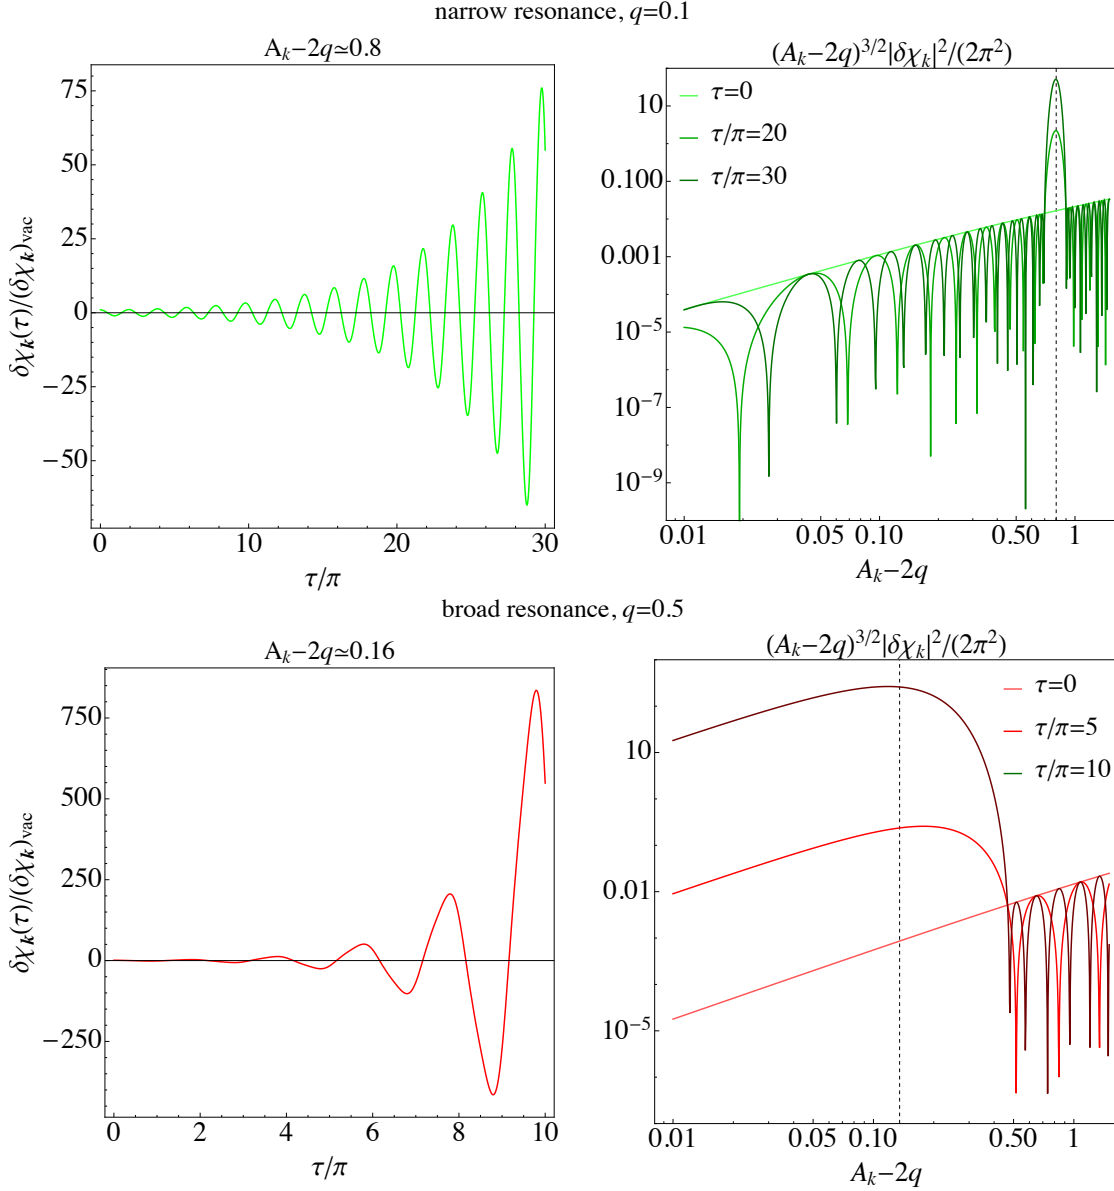 narrow resonance, q=0.1
A_k−2q≃0.8
75
50
25
0
−25
−50
δχ_k(τ)/(δχ_k)_vac
0 10 20 30
τ/π
(A_k−2q)^{3/2}|δχ_k|^2/(2π^2)
τ=0
τ/π=20
τ/π=30
10
0.100
0.001
10^{−5}
10^{−7}
10^{−9}
0.01 0.05 0.10 0.50 1
A_k−2q
broad resonance, q=0.5
A_k−2q≃0.16
750
500
250
0
−250
δχ_k(τ)/(δχ_k)_vac
0 2 4 6 8 10
τ/π
(A_k−2q)^{3/2}|δχ_k|^2/(2π^2)
τ=0
τ/π=5
τ/π=10
10
0.01
10^{−5}
0.01 0.05 0.10 0.50 1
A_k−2q